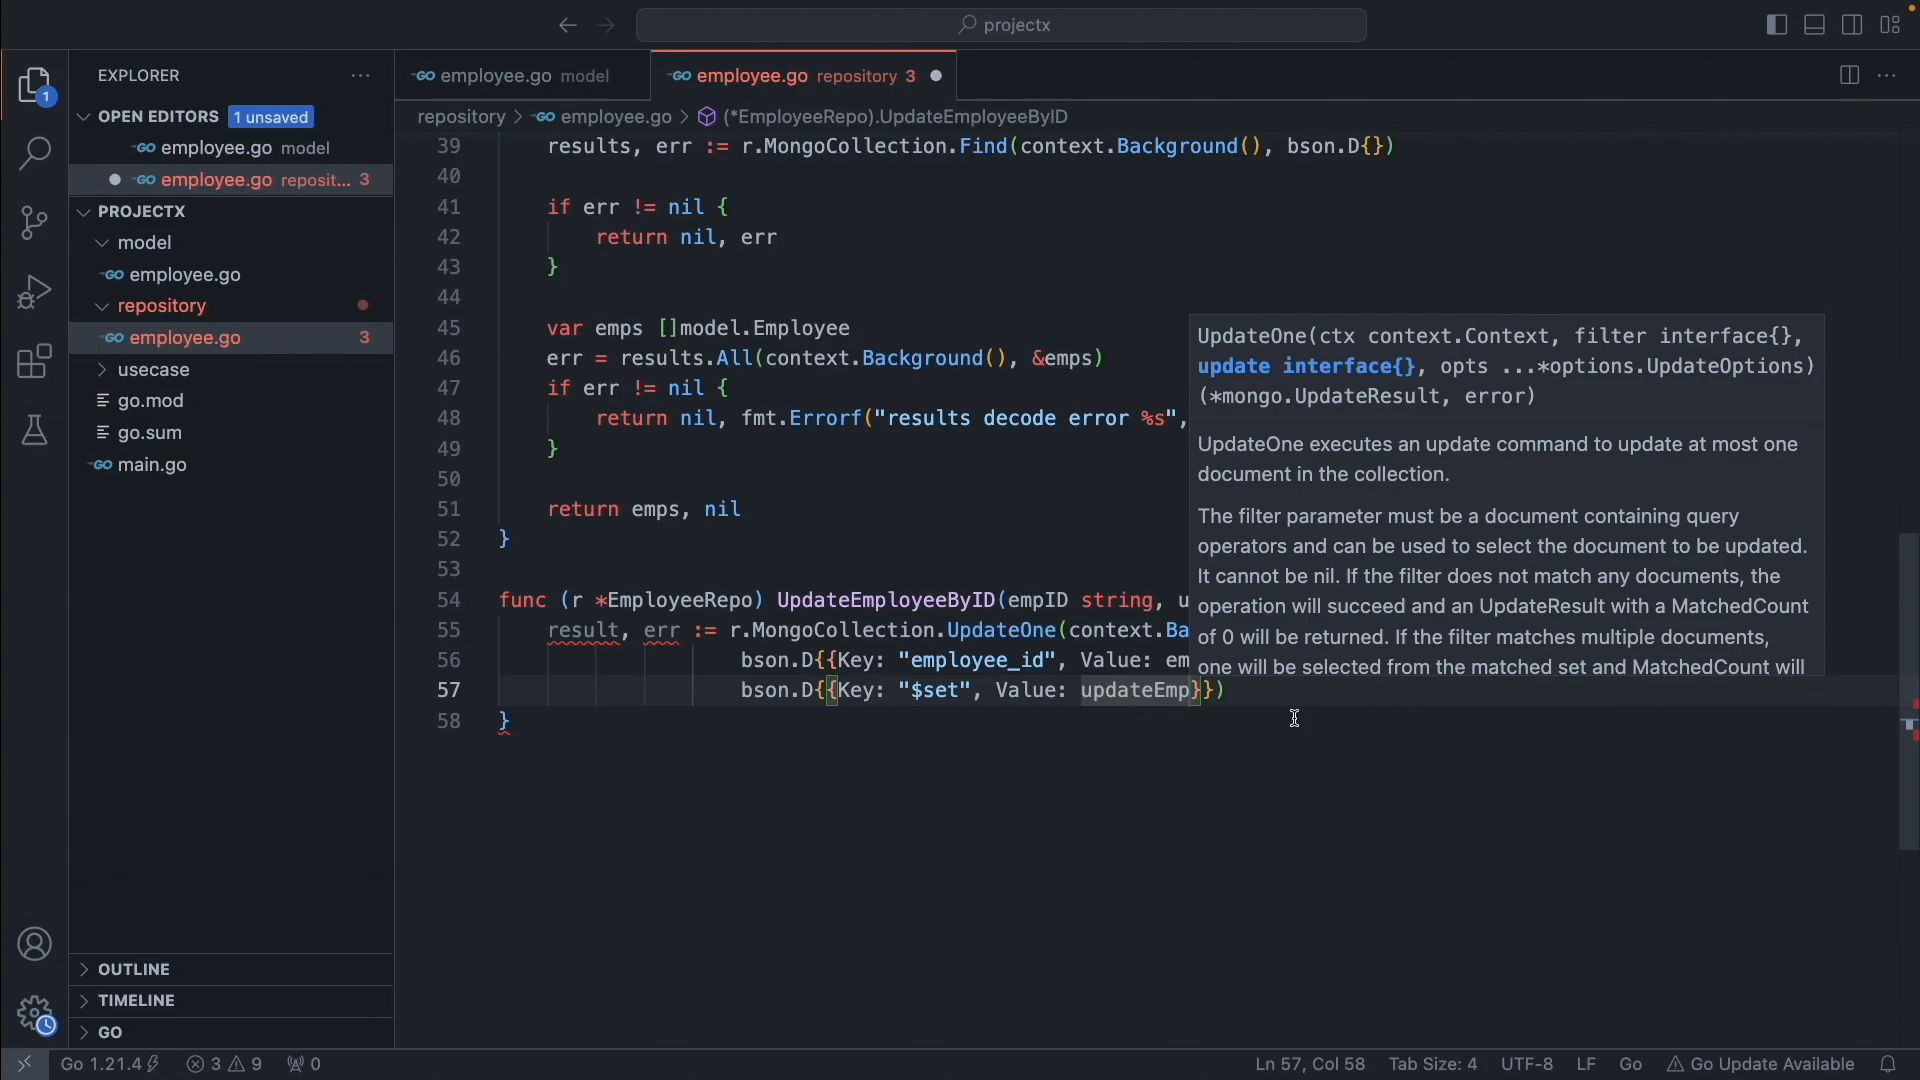 projectx
EXPLORER
OPEN EDITORS 1 unsaved
employee.go model
employee.go reposit... 3
PROJECTX
model
employee.go
repository
employee.go 3
usecase
go.mod
go.sum
main.go
OUTLINE
TIMELINE
GO
employee.go model
employee.go repository 3
repository > employee.go > (*EmployeeRepo).UpdateEmployeeByID
39 results, err := r.MongoCollection.Find(context.Background(), bson.D{})
40
41 if err != nil {
42 return nil, err
43 }
44
45 var emps []model.Employee
46 err = results.All(context.Background(), &emps)
47 if err != nil {
48 return nil, fmt.Errorf("results decode error %s",
49 }
50
51 return emps, nil
52 }
53
54 func (r *EmployeeRepo) UpdateEmployeeByID(empID string, u
55 result, err := r.MongoCollection.UpdateOne(context.Ba
56 bson.D{{Key: "employee_id", Value: em
57 bson.D{{Key: "$set", Value: updateEmp}})
58 }
UpdateOne(ctx context.Context, filter interface{},
update interface{}, opts ...*options.UpdateOptions)
(*mongo.UpdateResult, error)
UpdateOne executes an update command to update at most one
document in the collection.
The filter parameter must be a document containing query
operators and can be used to select the document to be updated.
It cannot be nil. If the filter does not match any documents, the
operation will succeed and an UpdateResult with a MatchedCount
of 0 will be returned. If the filter matches multiple documents,
one will be selected from the matched set and MatchedCount will
1
Go 1.21.4 3 9 0
Ln 57, Col 58 Tab Size: 4 UTF-8 LF Go Go Update Available